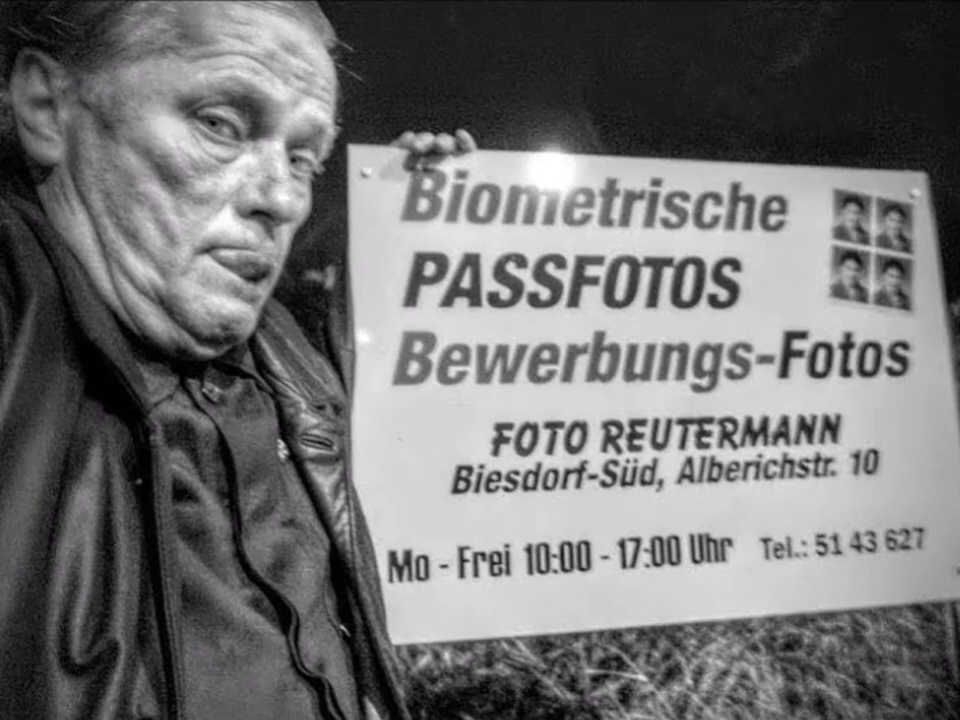 Biometrische
PASSFOTOS
Bewerbungs-Fotos
FOTO REUTERMANN
Biesdorf-Süd, Alberichstr. 10
Mo - Frei 10:00 - 17:00 Uhr Tel.: 51 43 627